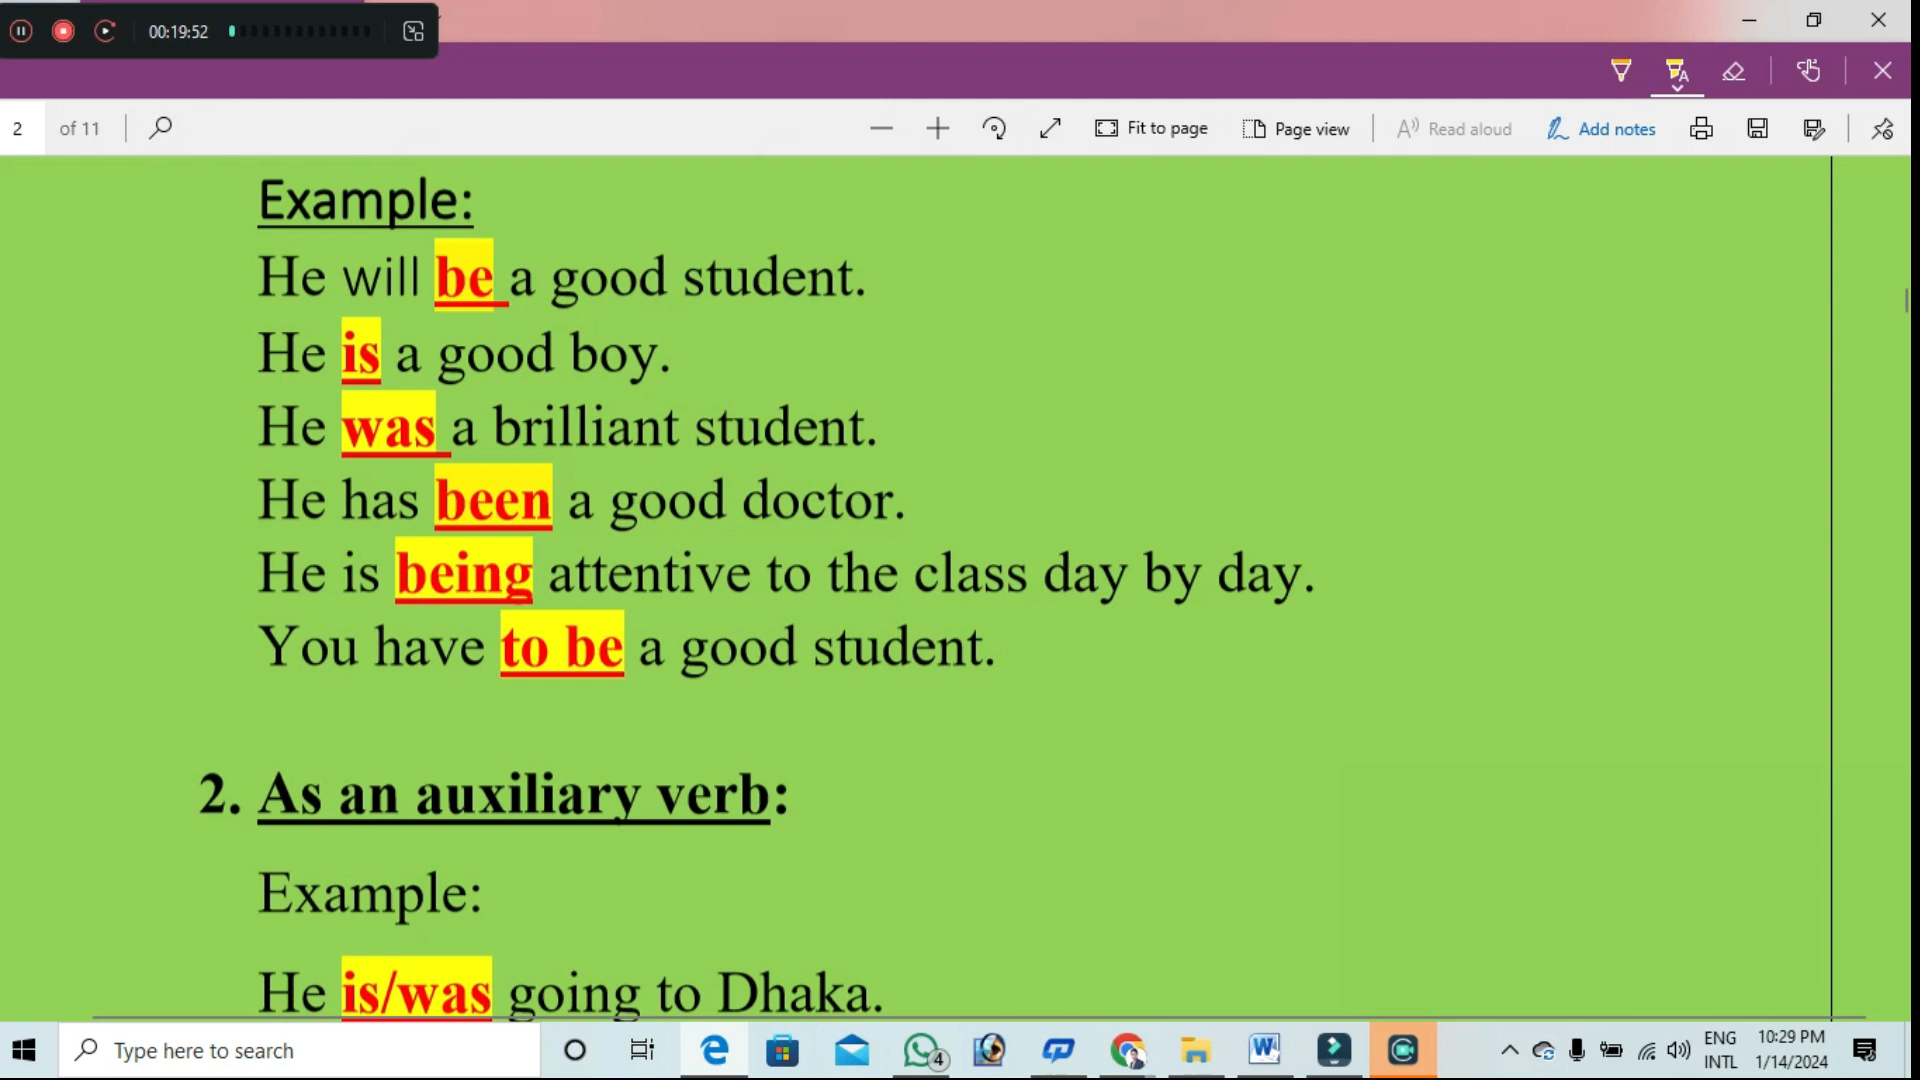 00:19:52
2 of 11
Fit to page
Page view
Read aloud
Add notes
Example:
He will be a good student.
He is a good boy.
He was a brilliant student.
He has been a good doctor.
He is being attentive to the class day by day.
You have to be a good student.
2. As an auxiliary verb:
Example:
He is/was going to Dhaka.
Type here to search
4
ENG
INTL
10:29 PM
1/14/2024